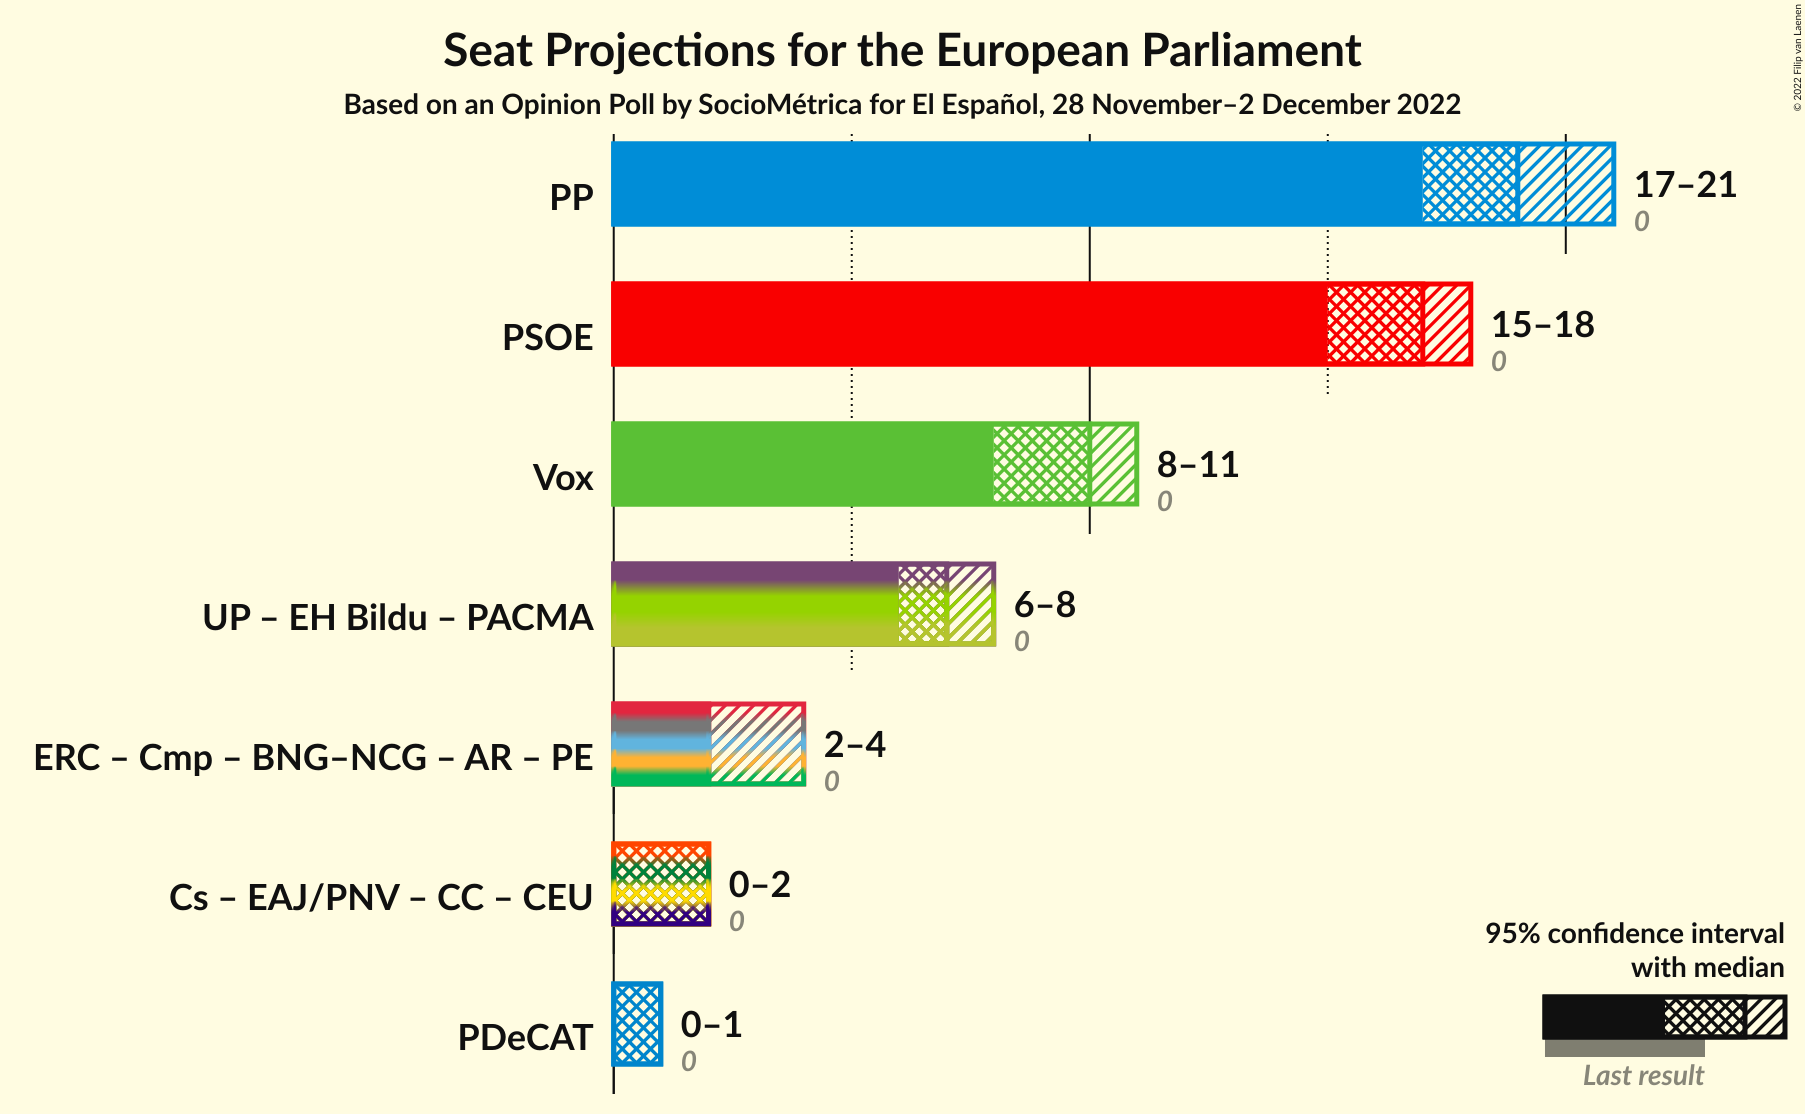 Seat Projections for the European Parliament
Based on an Opinion Poll by SocioMétrica for El Español, 28 November–2 December 2022
© 2022 Filip van Laenen
PP
17–21
0
PSOE
15–18
0
Vox
8–11
0
UP – EH Bildu – PACMA
6–8
0
ERC – Cmp – BNG–NCG – AR – PE
2–4
0
Cs – EAJ/PNV – CC – CEU
0–2
0
PDeCAT
0–1
0
95% confidence interval
with median
Last result